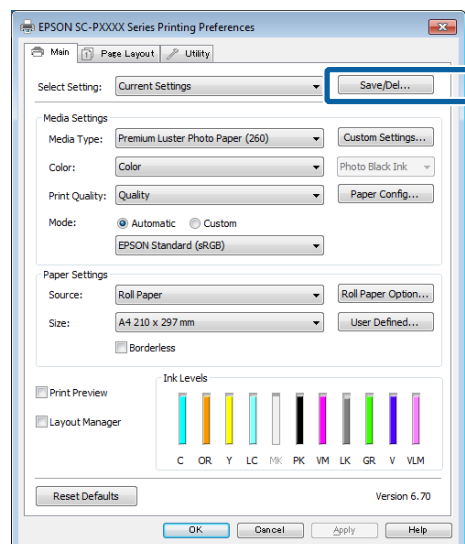 EPSON SC-PXXXX Series Printing Preferences
Main Page Layout Utility
Select Setting: Current Settings Save/Del...
Media Settings
Media Type: Premium Luster Photo Paper (260) Custom Settings...
Color: Color Photo Black Ink
Print Quality: Quality Paper Config...
Mode: Automatic Custom
EPSON Standard (sRGB)
Paper Settings
Source: Roll Paper Roll Paper Option...
Size: A4 210 x 297 mm User Defined...
Borderless
Ink Levels
Print Preview
Layout Manager
C OR Y LC MK PK VM LK GR V VLM
Reset Defaults Version 6.70
OK Cancel Apply Help